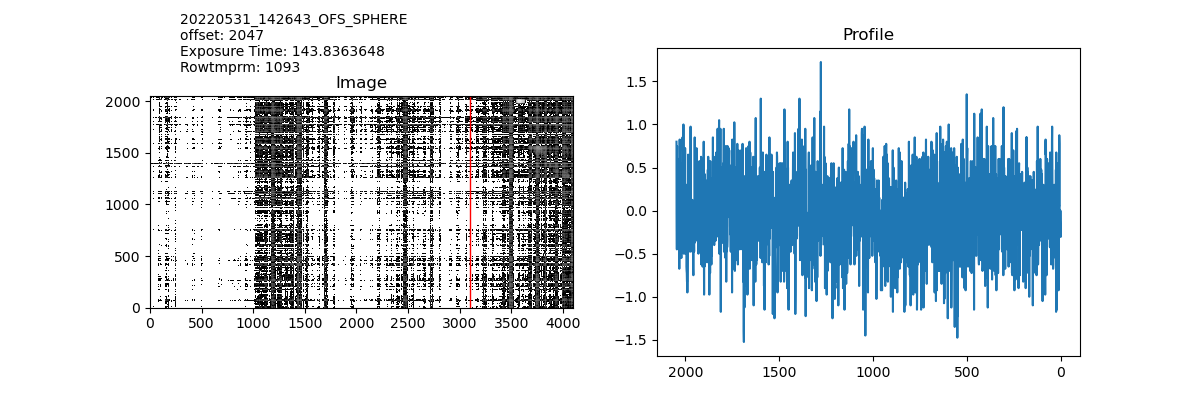 20220531_142643_OFS_SPHERE
offset: 2047
Exposure Time: 143.8363648
Rowtmprm: 1093
Image
2000
1500
1000
500
0
0 500 1000 1500 2000 2500 3000 3500 4000
Profile
1.5
1.0
0.5
0.0
−0.5
−1.0
−1.5
2000 1500 1000 500 0